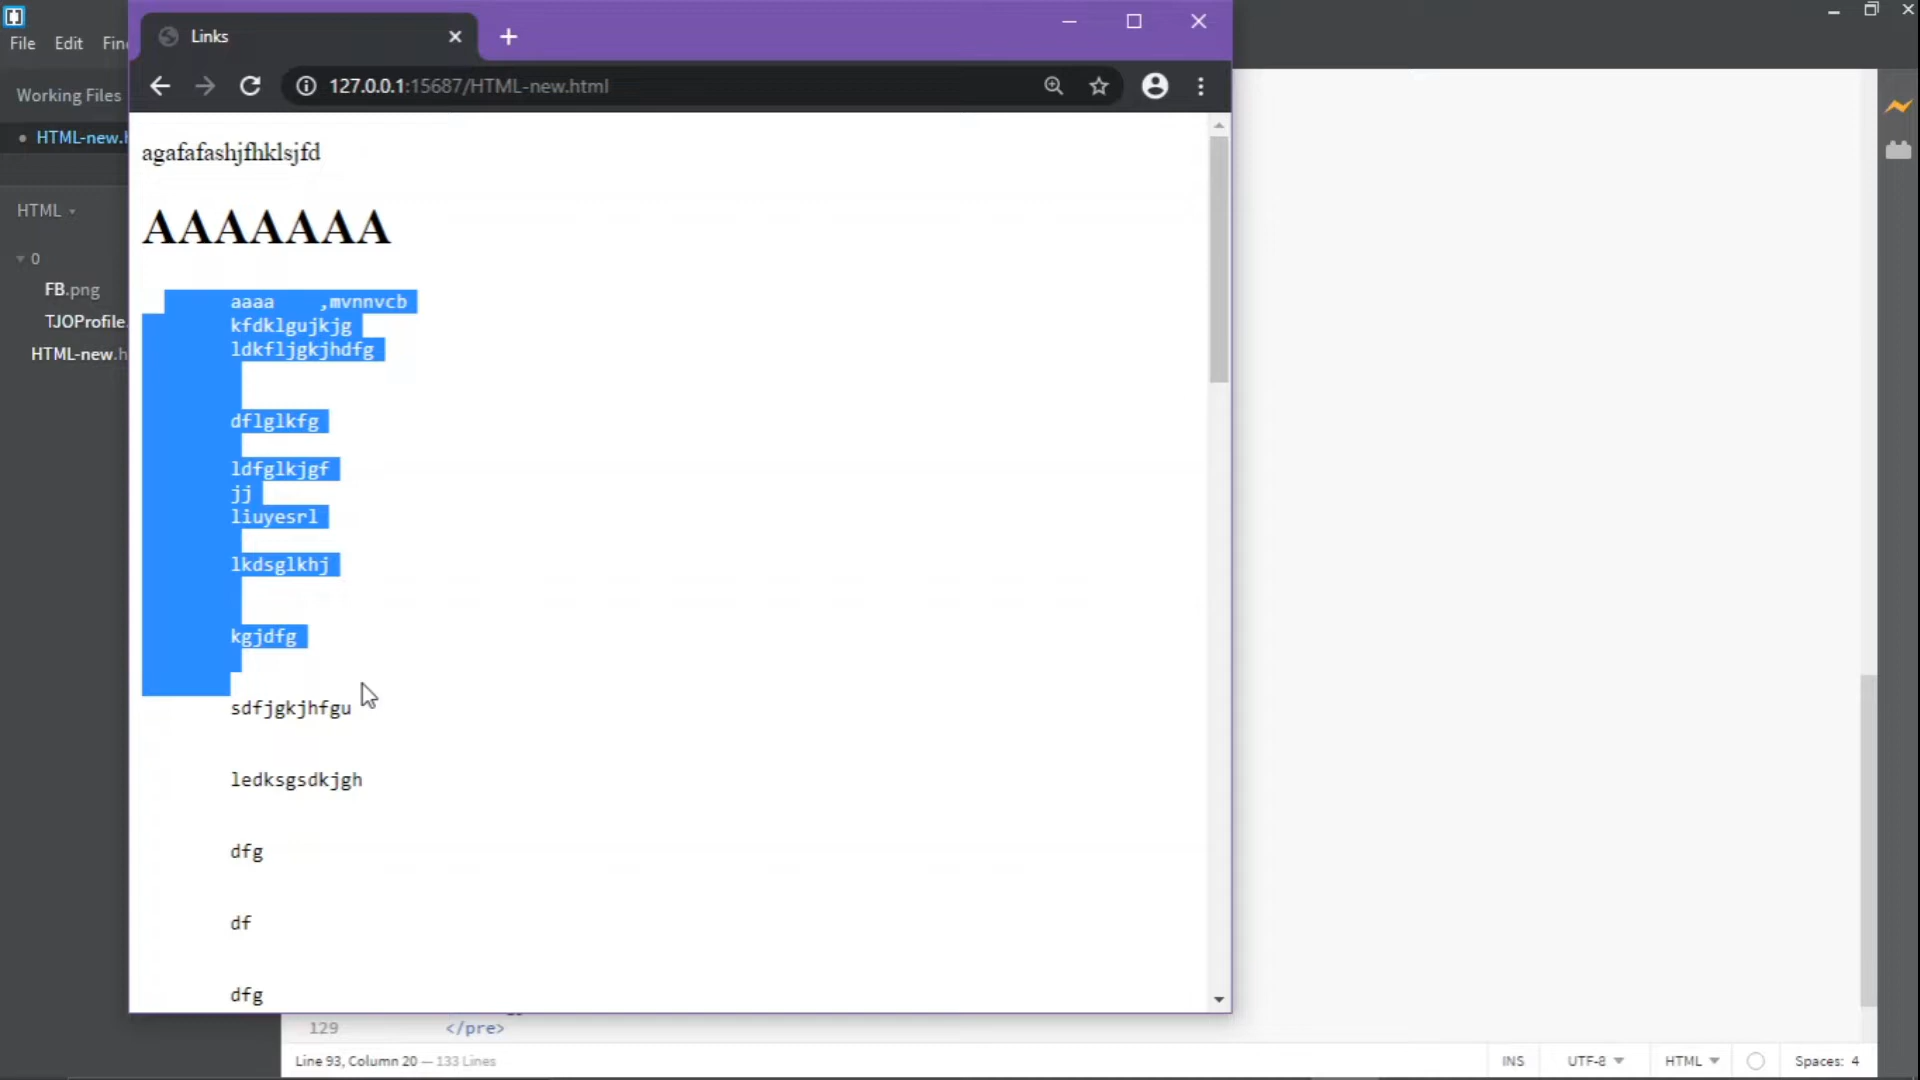 File Edit Fin
Links
127.0.0.1:15687/HTML-new.html
Working Files
HTML-new.h
HTML
0
FB.png
TJOProfile.
HTML-new.h
agafafashjfhklsjfd
AAAAAAA
aaaa ,mvnnvcb
kfdklgujkjg
ldkfljgkjhdfg
dflglkfg
ldfglkjgf
jj
liuyesrl
lkdsglkhj
kgjdfg
sdfjgkjhfgu
ledksgsdkjgh
dfg
df
dfg
129 </pre>
Line 93, Column 20 — 133 Lines
INS UTF-8 HTML Spaces: 4